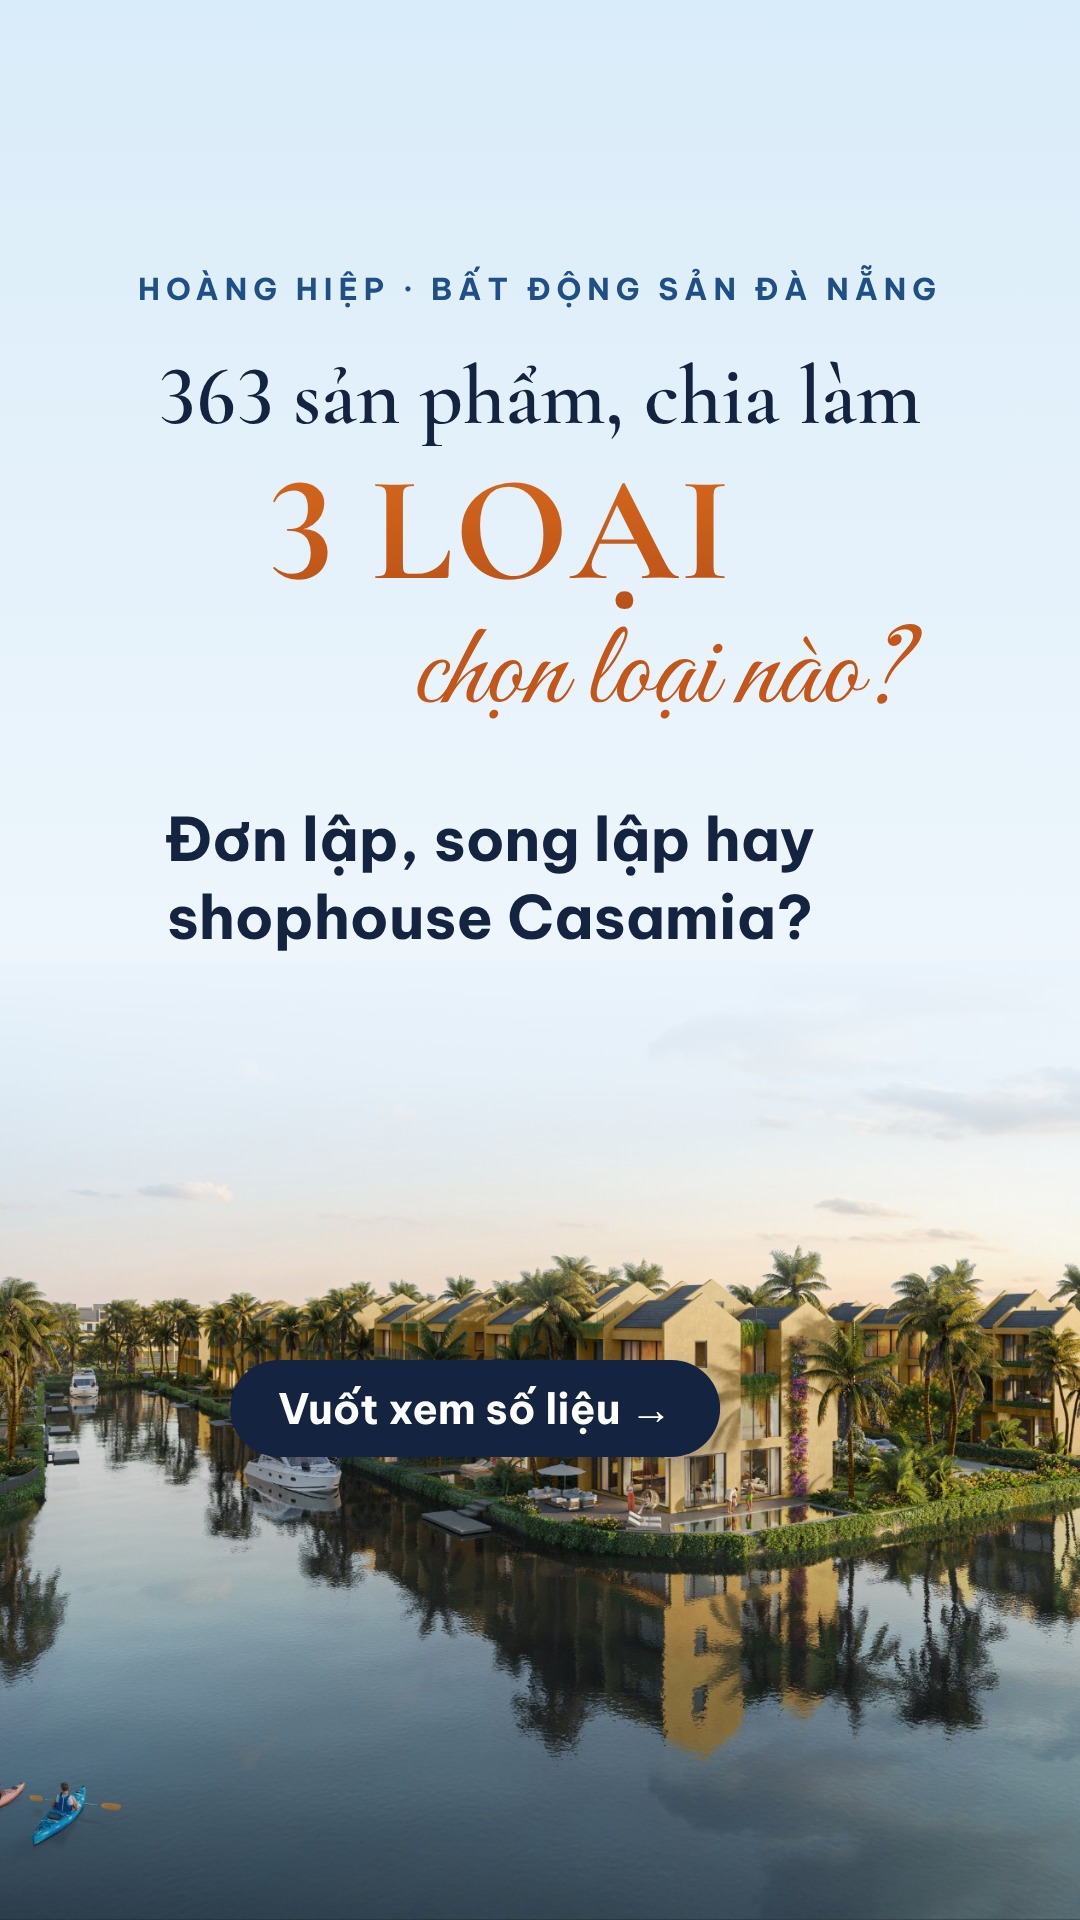 HOÀNG HIỆP · BẤT ĐỘNG SẢN ĐÀ NẴNG
363 sản phẩm, chia làm
3 LOẠI
chọn loại nào?
Đơn lập, song lập hay
shophouse Casamia?
Vuốt xem số liệu →